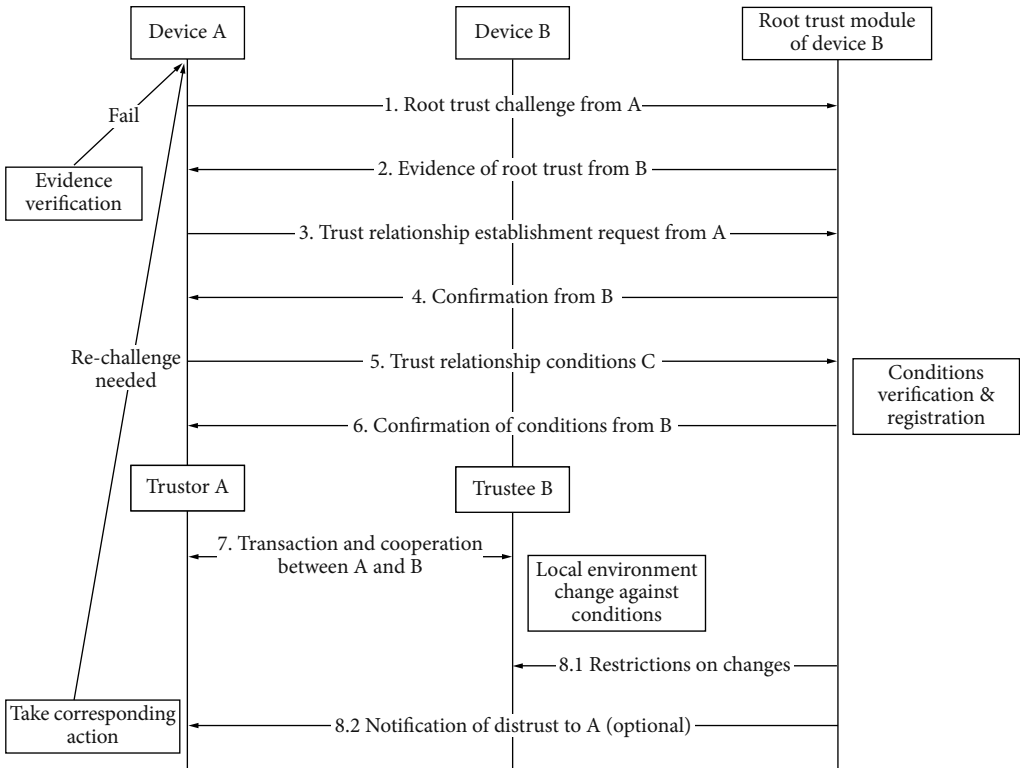 Device A
Device B
Root trust module
of device B
1. Root trust challenge from A
Fail
2. Evidence of root trust from B
Evidence
verification
3. Trust relationship establishment request from A
4. Confirmation from B
Re-challenge
needed
5. Trust relationship conditions C
Conditions
verification &
registration
6. Confirmation of conditions from B
Trustor A
Trustee B
7. Transaction and cooperation
between A and B
Local environment
change against
conditions
8.1 Restrictions on changes
Take corresponding
action
8.2 Notification of distrust to A (optional)